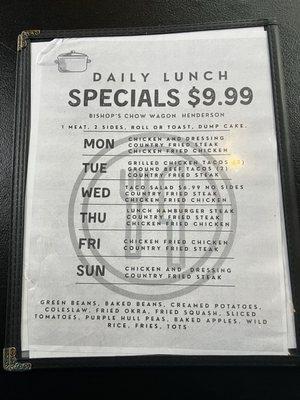 DAILY LUNCH
SPECIALS $9.99
BISHOP'S CHOW WAGON HENDERSON
1 MEAT, 2 SIDES, ROLL OR TOAST, DUMP CAKE.
MON
CHICKEN AND DRESSING
COUNTRY FRIED STEAK
CHICKEN FRIED CHICKEN
TUE
GRILLED CHICKEN TACOS
GROUND BEEF TACOS (2)
COUNTRY FRIED STEAK
WED
TACO SALAD $6.99 NO SIDES
COUNTRY FRIED STEAK
CHICKEN FRIED CHICKEN
THU
LUNCH HAMBURGER STEAK
COUNTRY FRIED STEAK
CHICKEN FRIED CHICKEN
FRI
CHICKEN FRIED CHICKEN
COUNTRY FRIED STEAK
SUN
CHICKEN AND DRESSING
COUNTRY FRIED STEAK
GREEN BEANS, BAKED BEANS, CREAMED POTATOES,
COLESLAW, FRIED OKRA, FRIED SQUASH, SLICED
TOMATOES, PURPLE HULL PEAS, BAKED APPLES, WILD
RICE, FRIES, TOTS